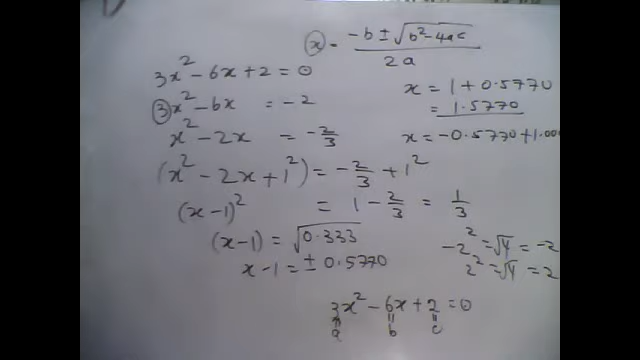 x = -b ± √b² - 4ac / 2a
3x² - 6x + 2 = 0
3x² - 6x = -2
x² - 2x = -2/3
(x² - 2x + 1²) = -2/3 + 1²
(x - 1)² = 1 - 2/3 = 1/3
(x - 1) = √0.333
x - 1 = ± 0.5770
x = 1 + 0.5770
= 1.5770
x = -0.5770 + 1.00
-2² = √4 = -2
2² = √4 = 2
3x² - 6x + 2 = 0
a b c